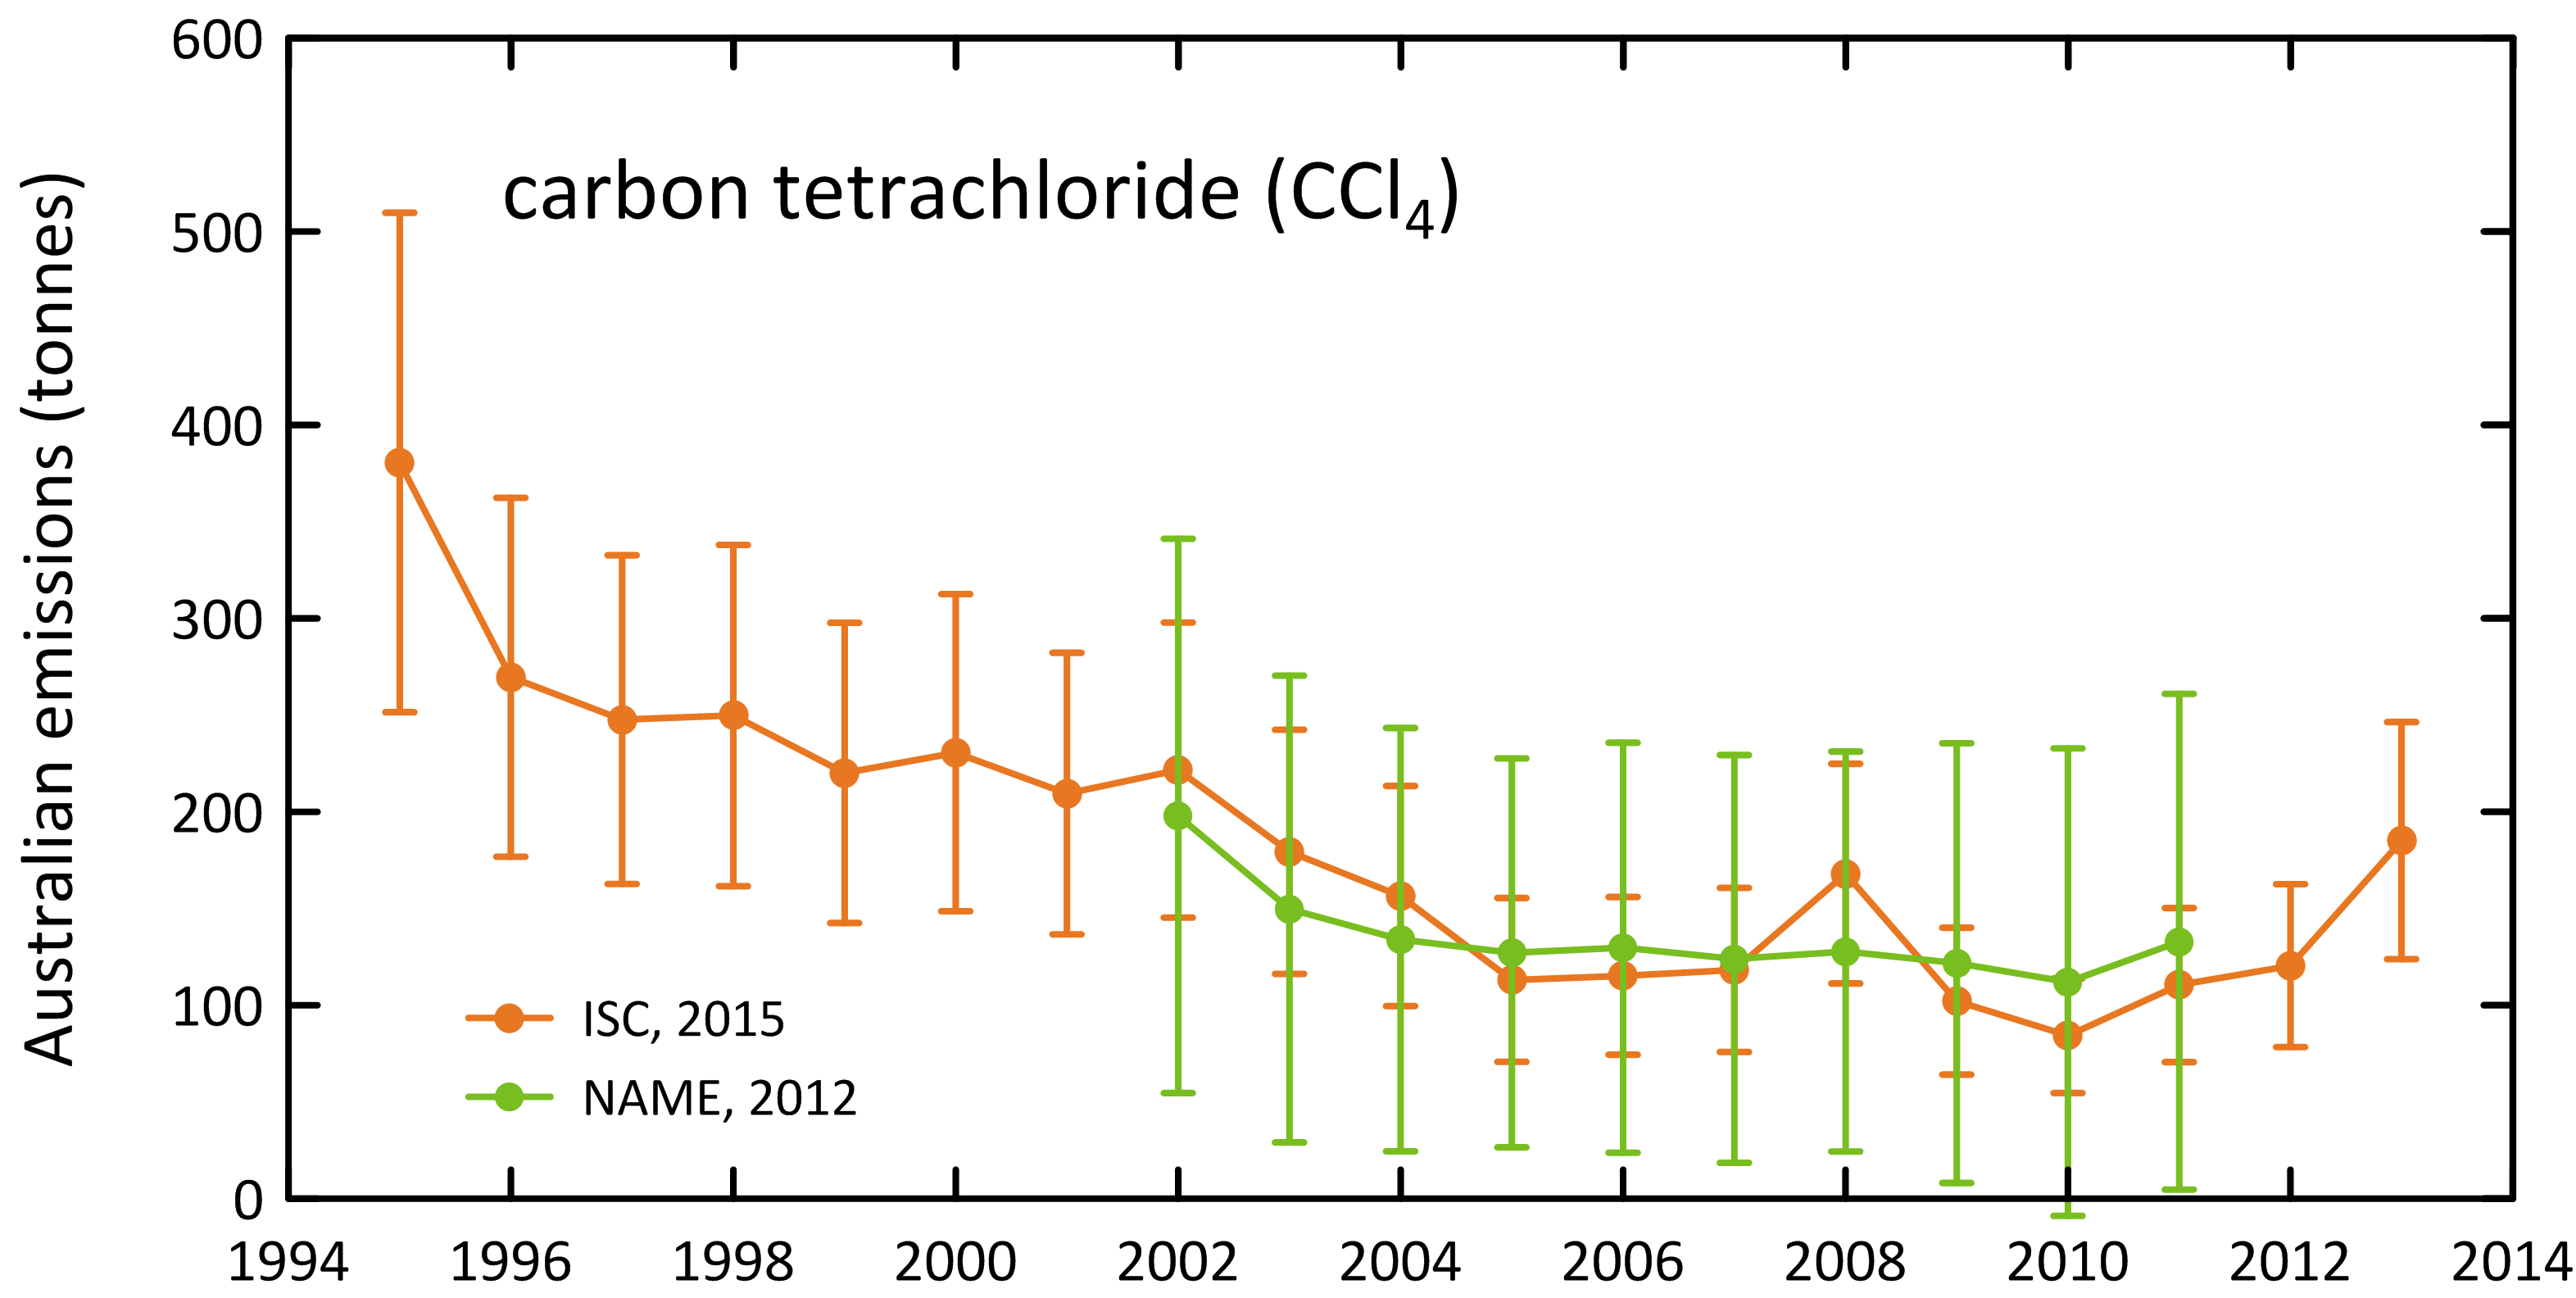 Australian emissions (tonnes)
600
500
400
300
200
100
0
carbon tetrachloride (CCl₄)
ISC, 2015
NAME, 2012
1994 1996 1998 2000 2002 2004 2006 2008 2010 2012 2014